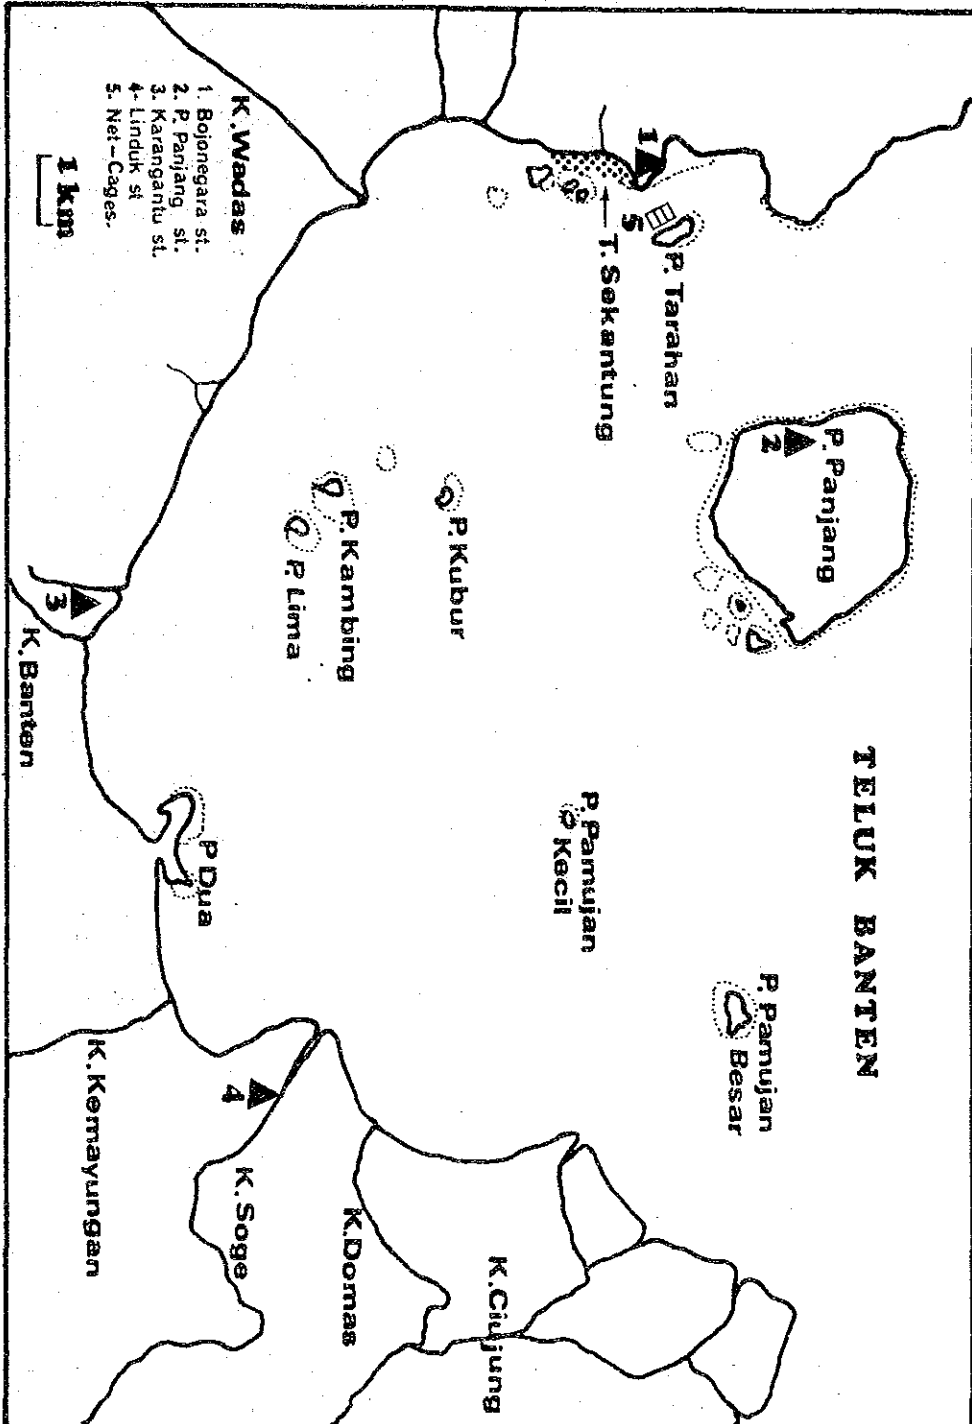 TELUK BANTEN
P. Tarahan
5
1
T. Sekantung
P. Panjang
2
P. Pamujan
Besar
P. Pamujan
Kecil
P. Kubur
P. Kambing
P. Lima
P Dua
K. Ciujung
K. Domas
K. Soge
4
K. Kemayungan
3
K. Banten
K. Wadas
1. Bojonegara st.
2. P. Panjang st.
3. Karangantu st.
4- Linduk st
5. Net-Cages.
1 km